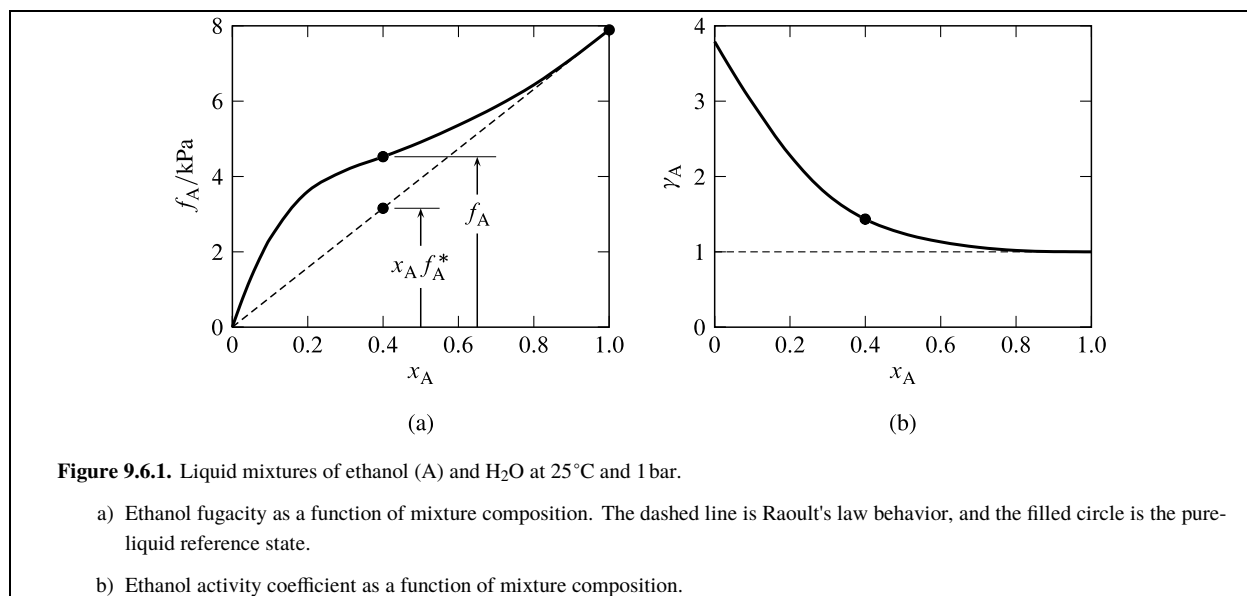 8
6
4
2
0
f_A/kPa
f_A
x_A f_A^*
0 0.2 0.4 0.6 0.8 1.0
x_A
(a)
4
3
2
1
0
γ_A
0 0.2 0.4 0.6 0.8 1.0
x_A
(b)
Figure 9.6.1. Liquid mixtures of ethanol (A) and H₂O at 25°C and 1 bar.
a) Ethanol fugacity as a function of mixture composition. The dashed line is Raoult's law behavior, and the filled circle is the pure-
liquid reference state.
b) Ethanol activity coefficient as a function of mixture composition.